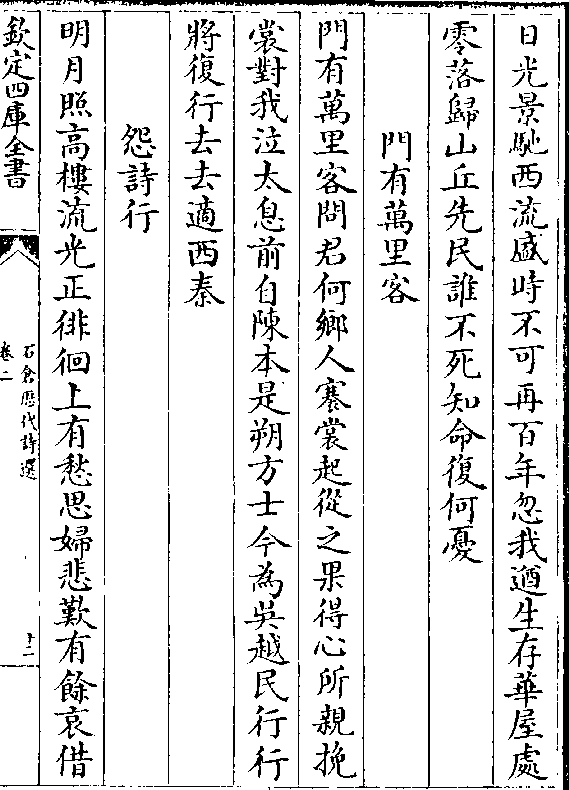 日光景馳西流盛時不可再百年忽我遒生存華屋處
零落歸山丘先民誰不死知命復何憂
門有萬里客
門有萬里客問君何鄉人褰裳起從之果得心所親挽
裳對我泣太息前自陳本是朔方士今為吳越民行行
將復行去去適西秦
怨詩行
明月照高樓流光正徘徊上有愁思婦悲歎有餘哀借
欽定四庫全書
石倉歷代詩選
卷二
十二